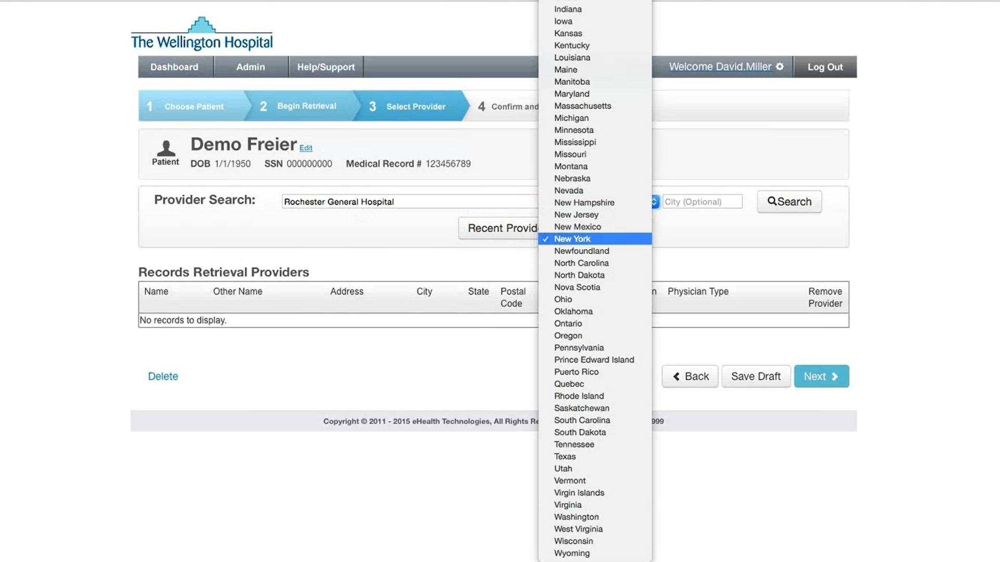 The Wellington Hospital
Dashboard
Admin
Help/Support
Welcome David.Miller
Log Out
1 Choose Patient
2 Begin Retrieval
3 Select Provider
4 Confirm and
Patient
Demo Freier Edit
DOB 1/1/1950 SSN 000000000 Medical Record # 123456789
Provider Search:
Rochester General Hospital
City (Optional)
Search
Recent Provid
Indiana
Iowa
Kansas
Kentucky
Louisiana
Maine
Manitoba
Maryland
Massachusetts
Michigan
Minnesota
Mississippi
Missouri
Montana
Nebraska
Nevada
New Hampshire
New Jersey
New Mexico
✓ New York
Newfoundland
North Carolina
North Dakota
Nova Scotia
Ohio
Oklahoma
Ontario
Oregon
Pennsylvania
Prince Edward Island
Puerto Rico
Quebec
Rhode Island
Saskatchewan
South Carolina
South Dakota
Tennessee
Texas
Utah
Vermont
Virgin Islands
Virginia
Washington
West Virginia
Wisconsin
Wyoming
Records Retrieval Providers
Name
Other Name
Address
City
State
Postal
Code
n
Physician Type
Remove
Provider
No records to display.
Delete
Back
Save Draft
Next
Copyright © 2011 - 2015 eHealth Technologies, All Rights Re
999